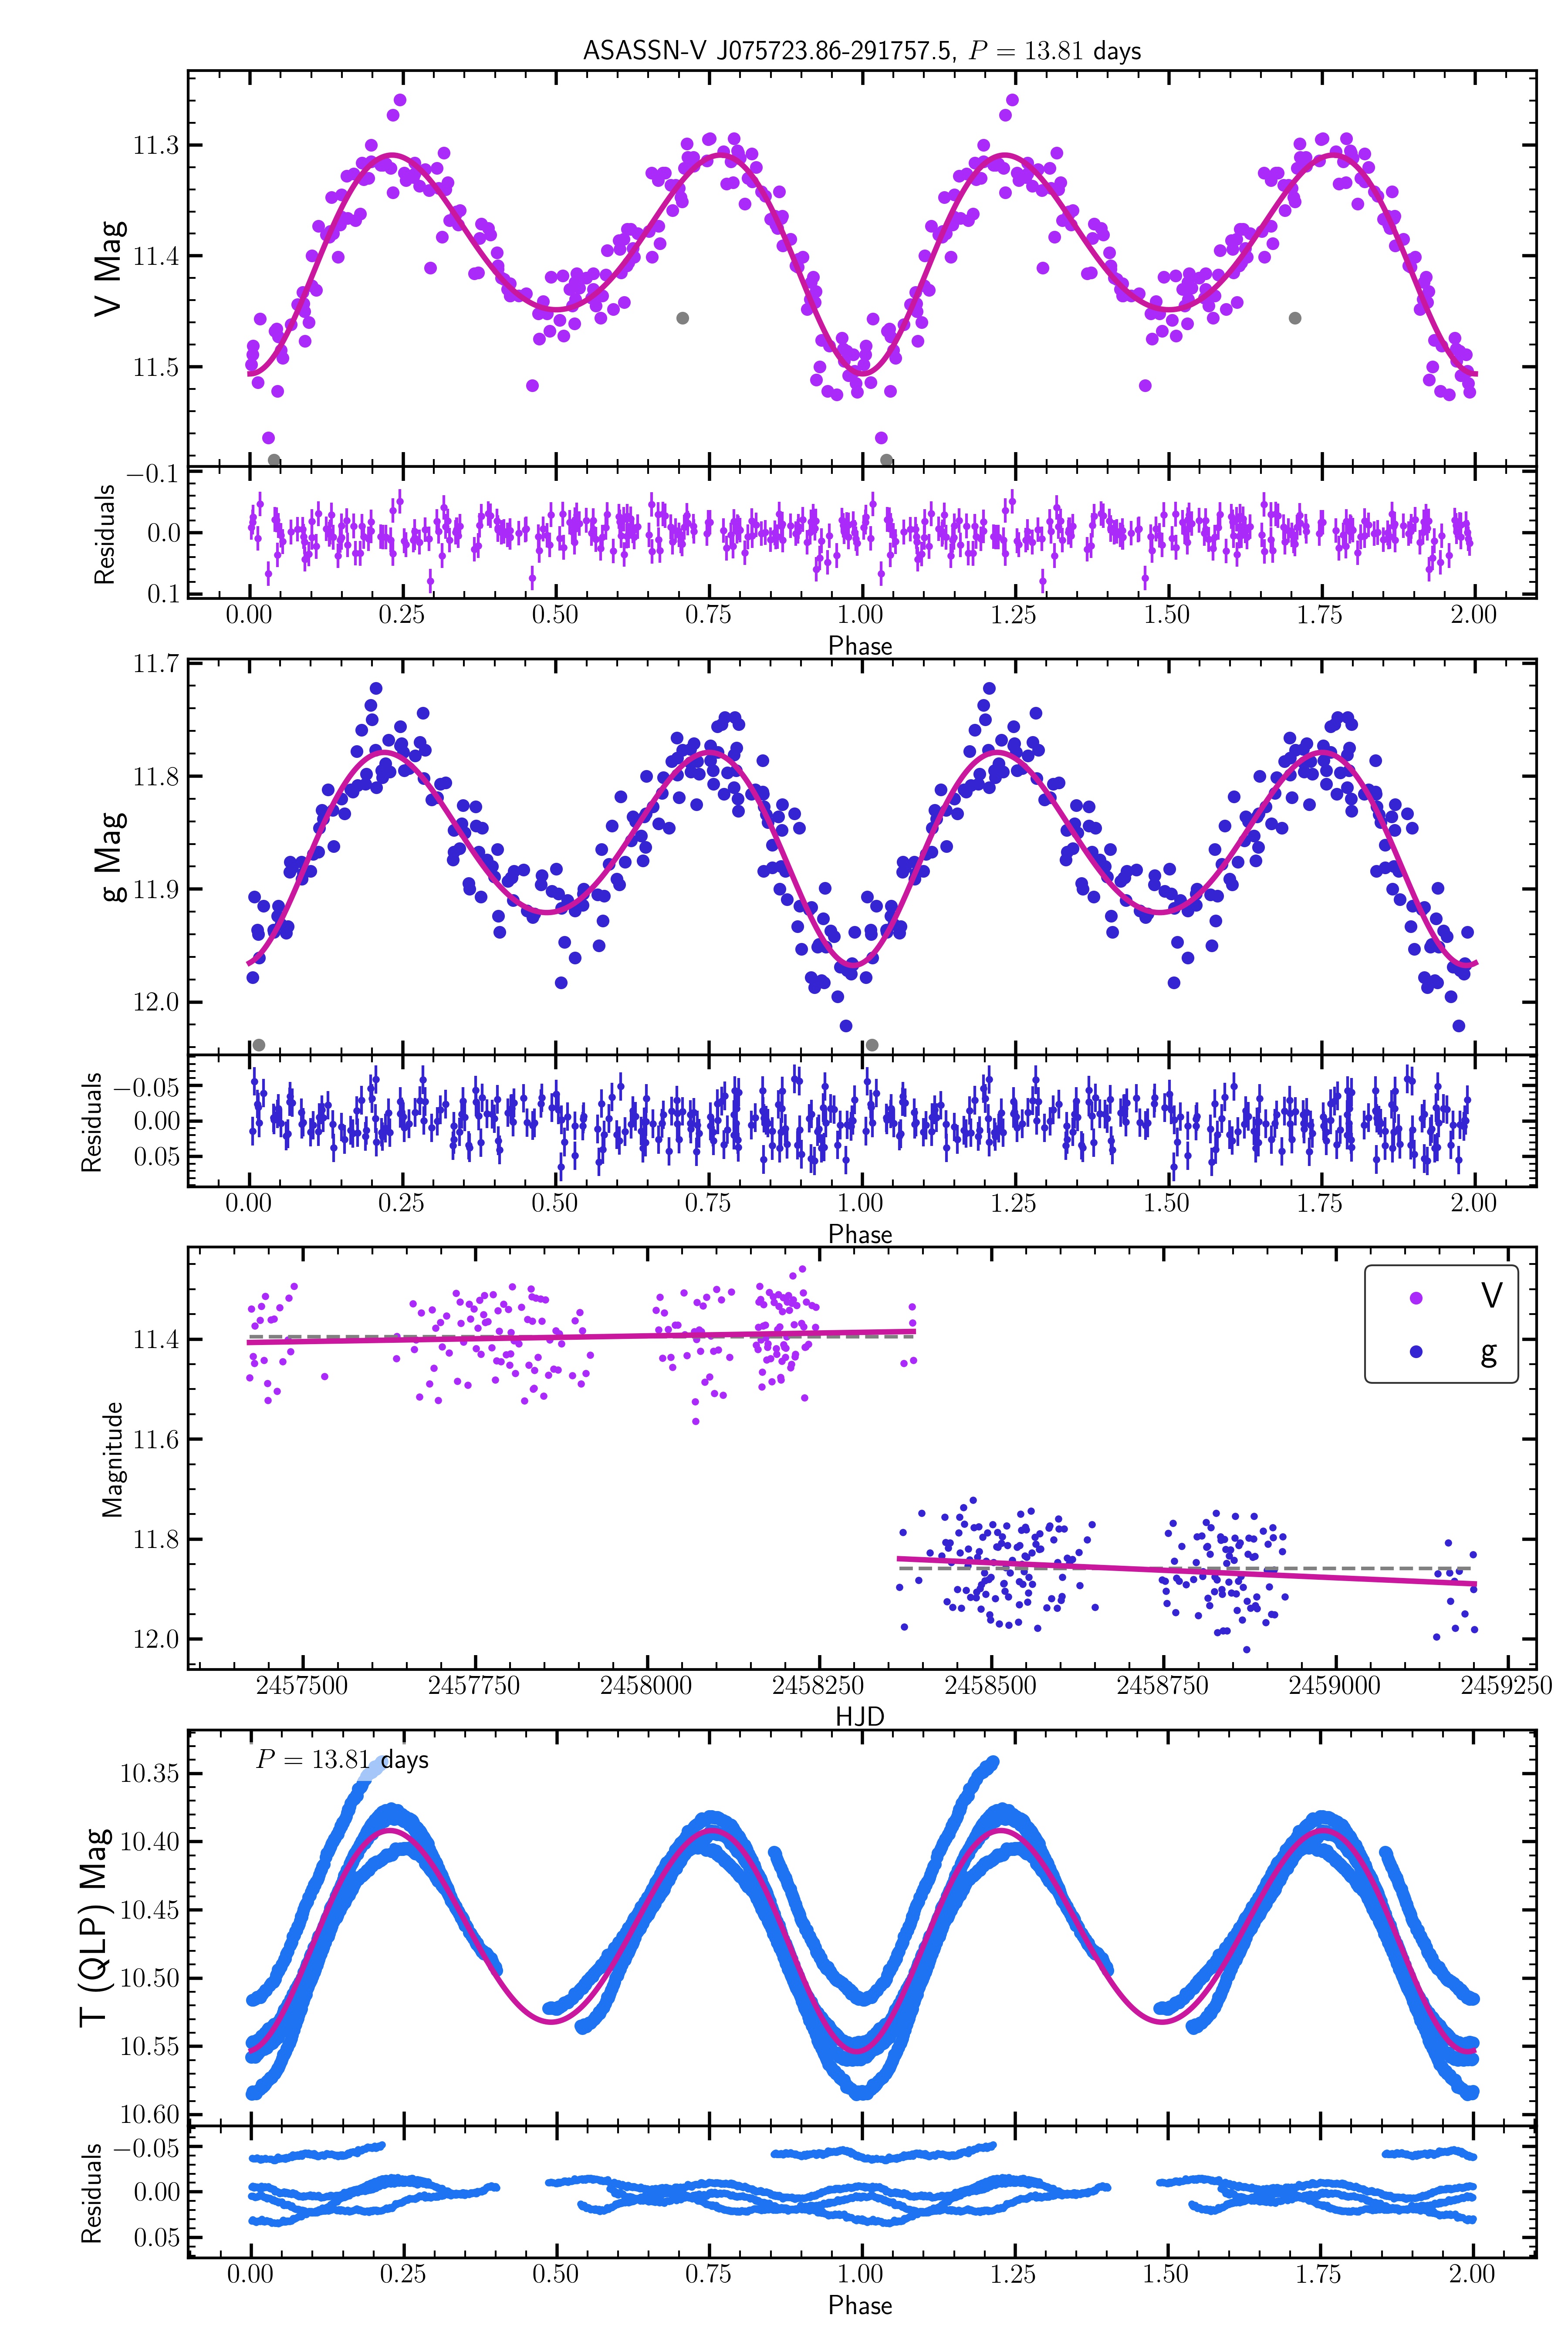 ASASSN-V J075723.86-291757.5, P = 13.81 days
V Mag
11.3
11.4
11.5
Residuals
−0.1
0.0
0.1
0.00 0.25 0.50 0.75 1.00 1.25 1.50 1.75 2.00
Phase
g Mag
11.7
11.8
11.9
12.0
Residuals
−0.05
0.00
0.05
0.00 0.25 0.50 0.75 1.00 1.25 1.50 1.75 2.00
Phase
Magnitude
11.4
11.6
11.8
12.0
V
g
2457500 2457750 2458000 2458250 2458500 2458750 2459000 2459250
HJD
P = 13.81 days
T (QLP) Mag
10.35
10.40
10.45
10.50
10.55
10.60
Residuals
−0.05
0.00
0.05
0.00 0.25 0.50 0.75 1.00 1.25 1.50 1.75 2.00
Phase